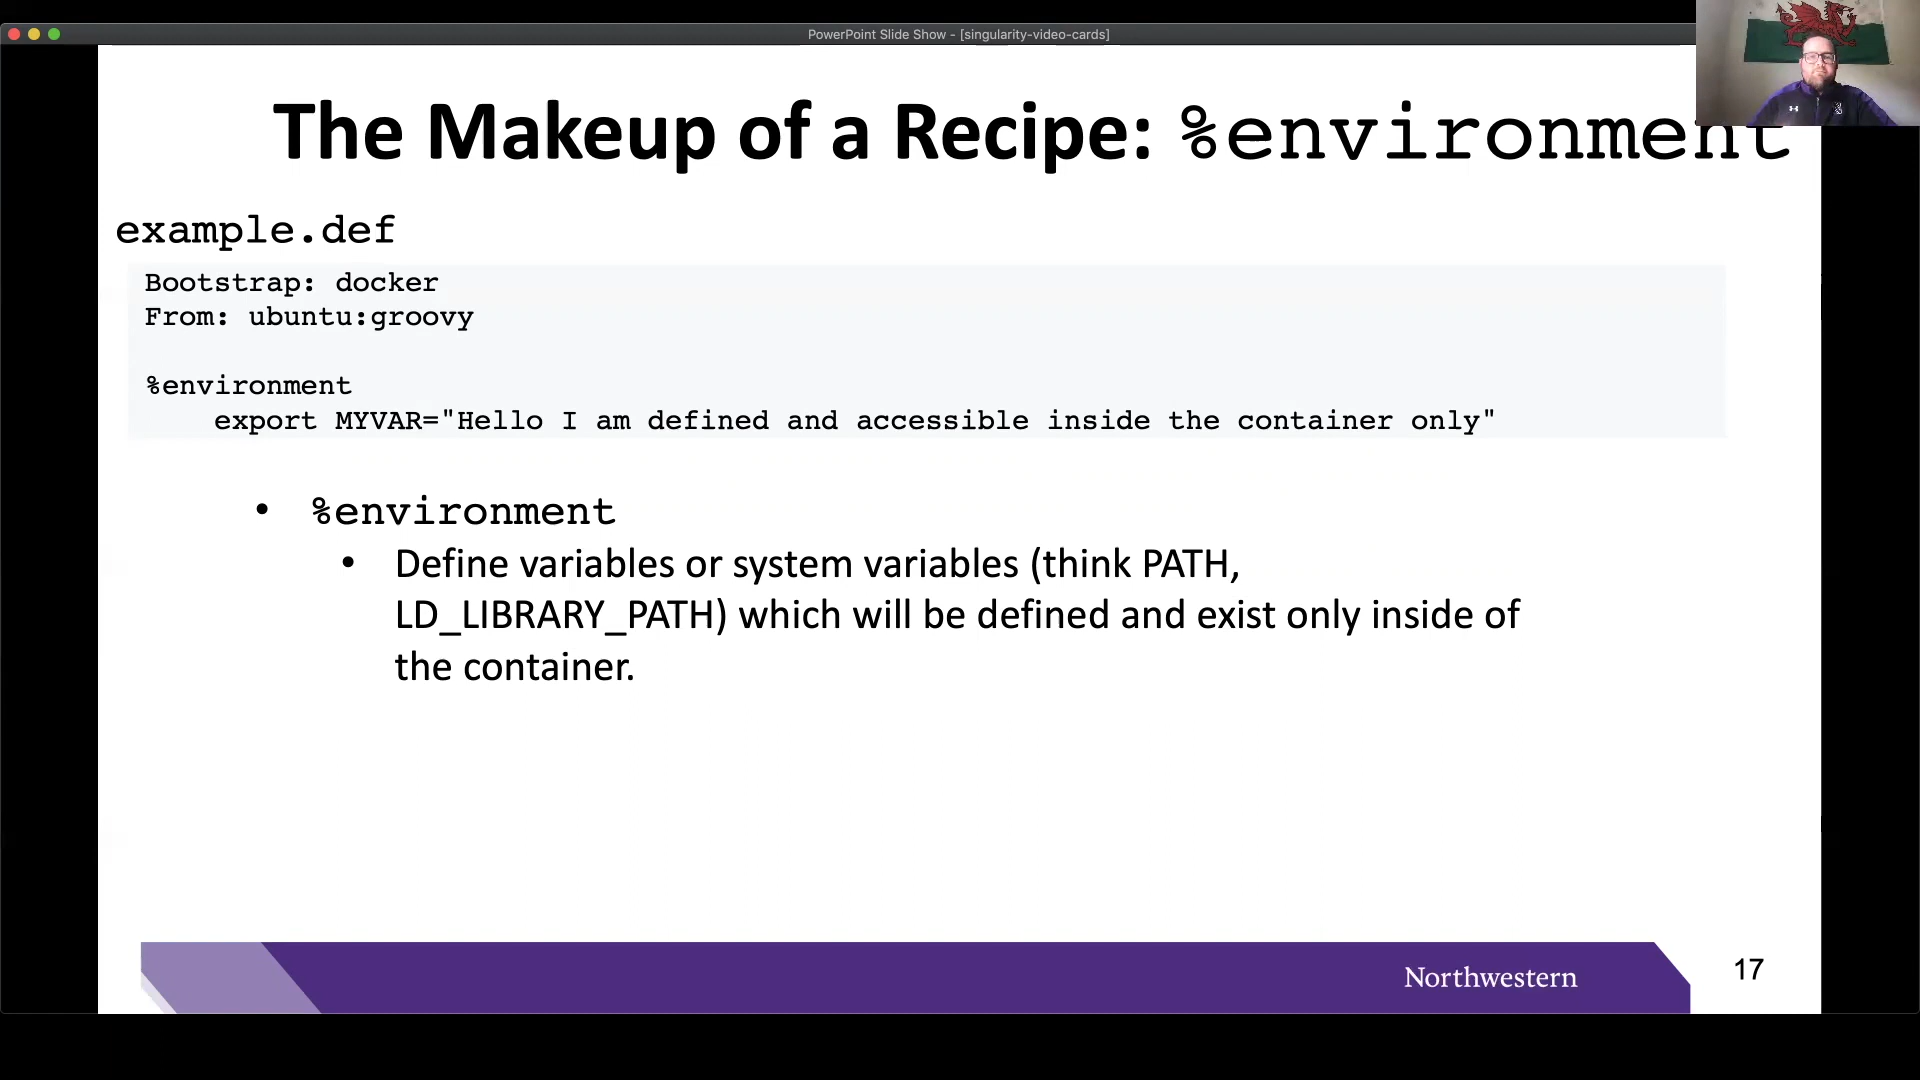 PowerPoint Slide Show - [singularity-video-cards]
The Makeup of a Recipe: %environment
example.def
Bootstrap: docker
From: ubuntu:groovy
%environment
export MYVAR="Hello I am defined and accessible inside the container only"
• %environment
• Define variables or system variables (think PATH,
LD_LIBRARY_PATH) which will be defined and exist only inside of
the container.
Northwestern
17